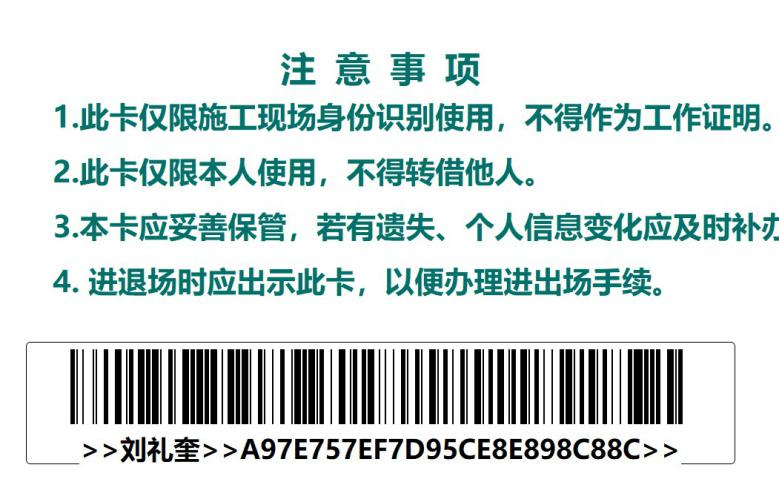 注意事项
1.此卡仅限施工现场身份识别使用，不得作为工作证明。
2.此卡仅限本人使用，不得转借他人。
3.本卡应妥善保管，若有遗失、个人信息变化应及时补办
4. 进退场时应出示此卡，以便办理进出场手续。
>>刘礼奎>>A97E757EF7D95CE8E898C88C>>